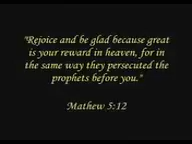 "Rejoice and be glad because great
is your reward in heaven, for in
the same way they persecuted the
prophets before you."
Mathew 5:12